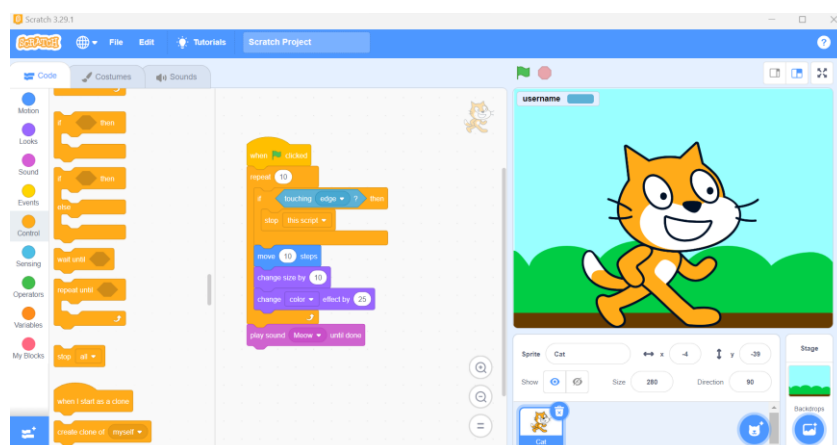 Scratch 3.29.1
SCRATCH File Edit Tutorials Scratch Project ?
Code Costumes Sounds
Motion
Looks
Sound
Events
Control
Sensing
Operators
Variables
My Blocks
if then
if then
else
wait until
repeat until
stop all
when I start as a clone
create clone of myself
when clicked
repeat 10
if touching edge ? then
stop this script
move 10 steps
change size by 10
change color effect by 25
play sound Meow until done
username
Sprite Cat x -4 y -39
Show Size 280 Direction 90
Cat
Stage
Backdrops